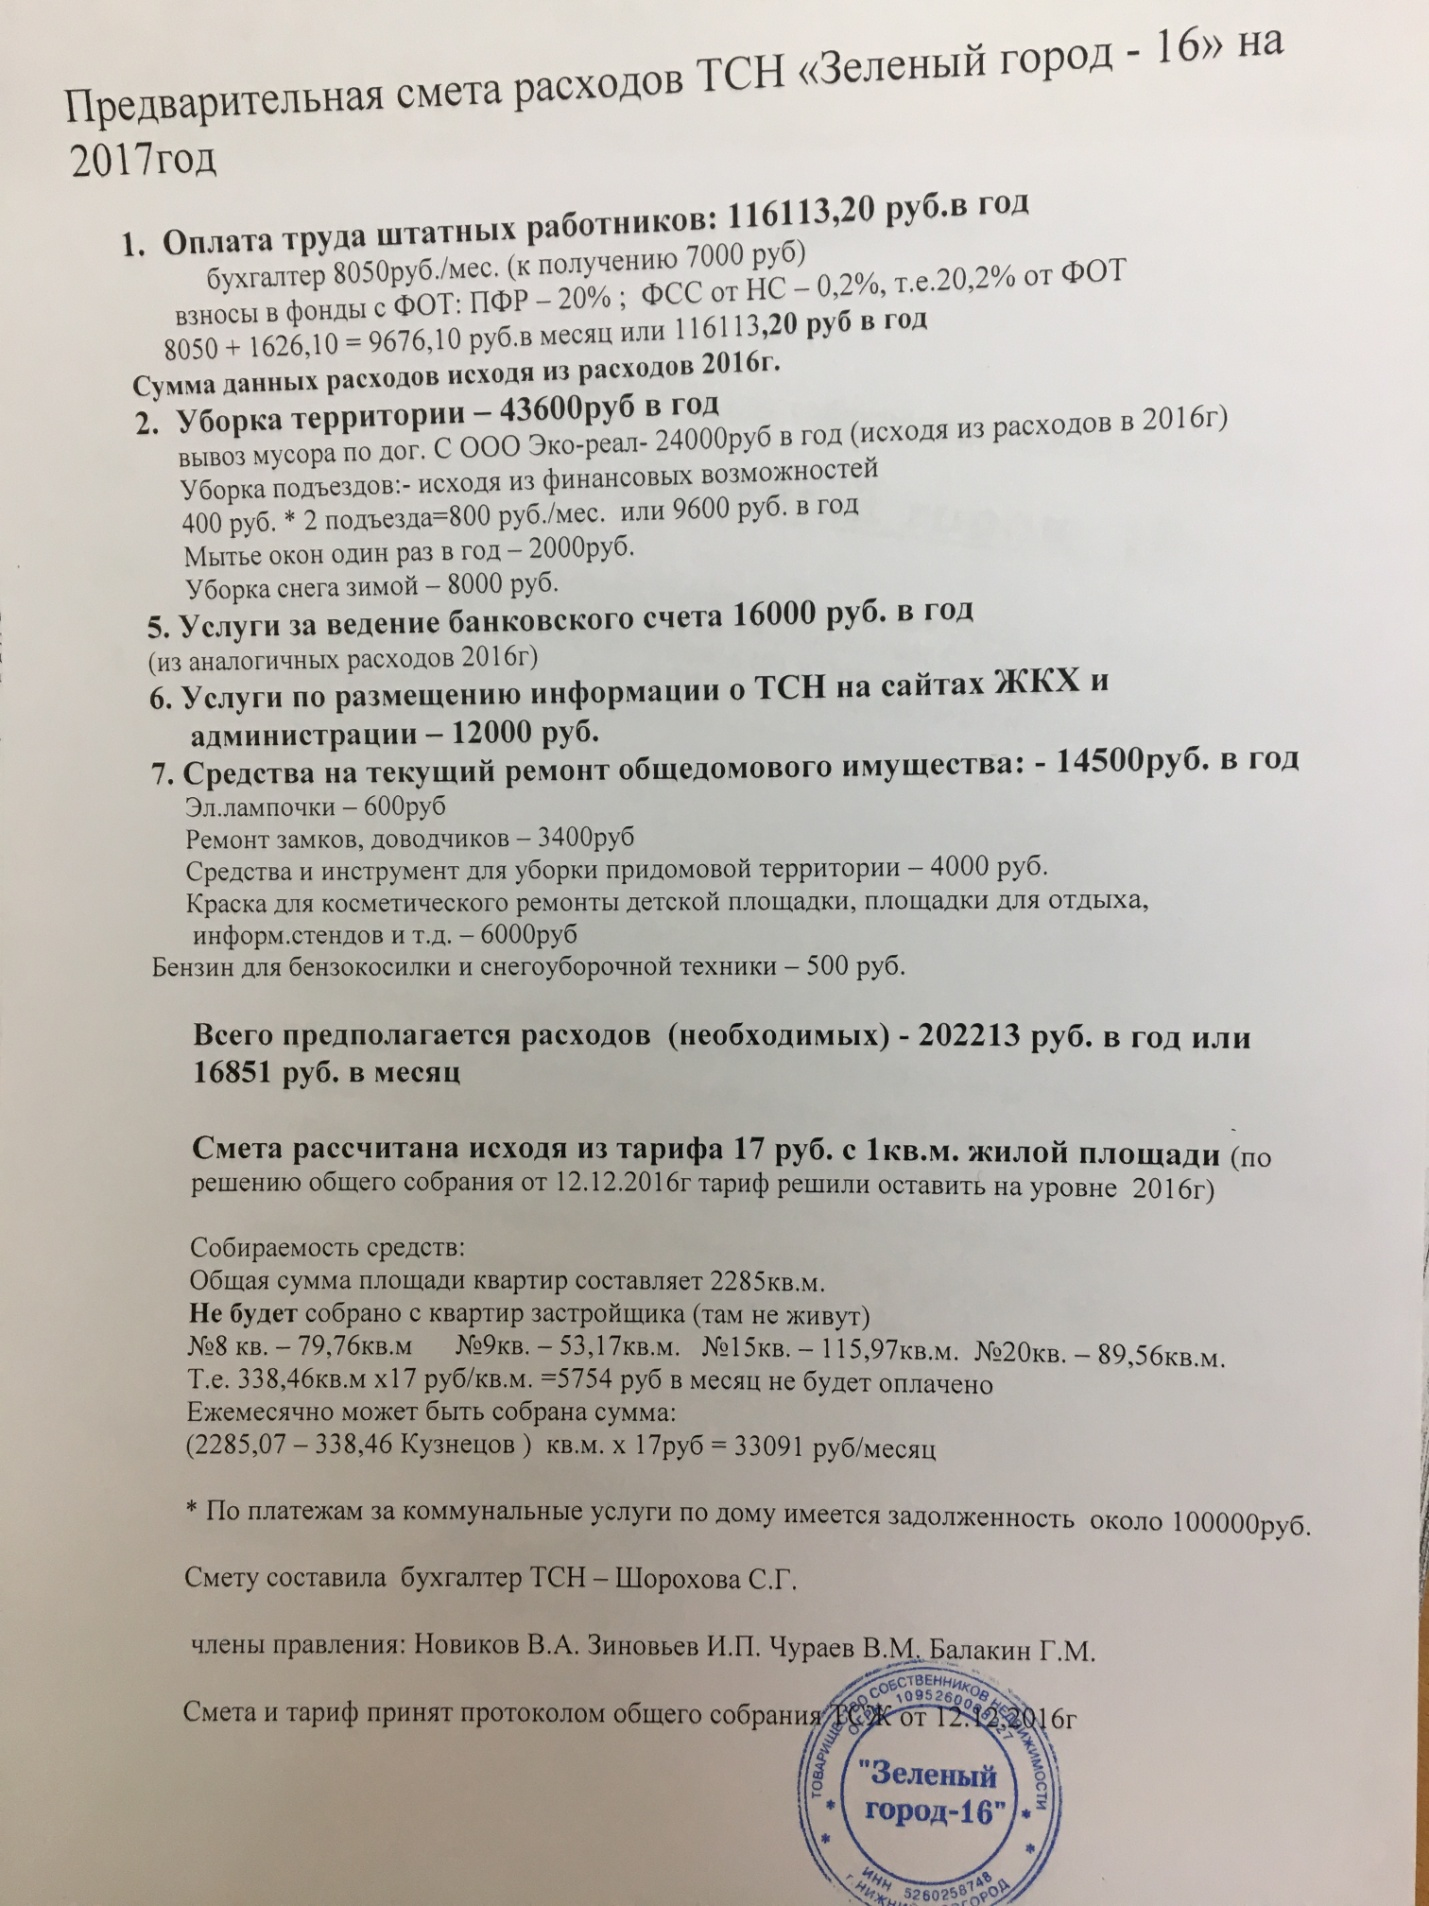 Предварительная смета расходов ТСН «Зеленый город - 16» на
2017год
1. Оплата труда штатных работников: 116113,20 руб.в год
бухгалтер 8050руб./мес. (к получению 7000 руб)
взносы в фонды с ФОТ: ПФР – 20% ; ФСС от НС – 0,2%, т.е.20,2% от ФОТ
8050 + 1626,10 = 9676,10 руб.в месяц или 116113,20 руб в год
Сумма данных расходов исходя из расходов 2016г.
2. Уборка территории – 43600руб в год
вывоз мусора по дог. С ООО Эко-реал- 24000руб в год (исходя из расходов в 2016г)
Уборка подъездов:- исходя из финансовых возможностей
400 руб. * 2 подъезда=800 руб./мес. или 9600 руб. в год
Мытье окон один раз в год – 2000руб.
Уборка снега зимой – 8000 руб.
5. Услуги за ведение банковского счета 16000 руб. в год
(из аналогичных расходов 2016г)
6. Услуги по размещению информации о ТСН на сайтах ЖКХ и
администрации – 12000 руб.
7. Средства на текущий ремонт общедомового имущества: - 14500руб. в год
Эл.лампочки – 600руб
Ремонт замков, доводчиков – 3400руб
Средства и инструмент для уборки придомовой территории – 4000 руб.
Краска для косметического ремонты детской площадки, площадки для отдыха,
информ.стендов и т.д. – 6000руб
Бензин для бензокосилки и снегоуборочной техники – 500 руб.
Всего предполагается расходов (необходимых) - 202213 руб. в год или
16851 руб. в месяц
Смета рассчитана исходя из тарифа 17 руб. с 1кв.м. жилой площади (по
решению общего собрания от 12.12.2016г тариф решили оставить на уровне 2016г)
Собираемость средств:
Общая сумма площади квартир составляет 2285кв.м.
Не будет собрано с квартир застройщика (там не живут)
№8 кв. – 79,76кв.м №9кв. – 53,17кв.м. №15кв. – 115,97кв.м. №20кв. – 89,56кв.м.
Т.е. 338,46кв.м х17 руб/кв.м. =5754 руб в месяц не будет оплачено
Ежемесячно может быть собрана сумма:
(2285,07 – 338,46 Кузнецов ) кв.м. х 17руб = 33091 руб/месяц
* По платежам за коммунальные услуги по дому имеется задолженность около 100000руб.
Смету составила бухгалтер ТСН – Шорохова С.Г.
члены правления: Новиков В.А. Зиновьев И.П. Чураев В.М. Балакин Г.М.
Смета и тариф принят протоколом общего собрания ТСЖ от 12.12.2016г
ТОВАРИЩЕСТВО СОБСТВЕННИКОВ НЕДВИЖИМОСТИ
ОГРН
"Зеленый
город-16"
ИНН 5260258748